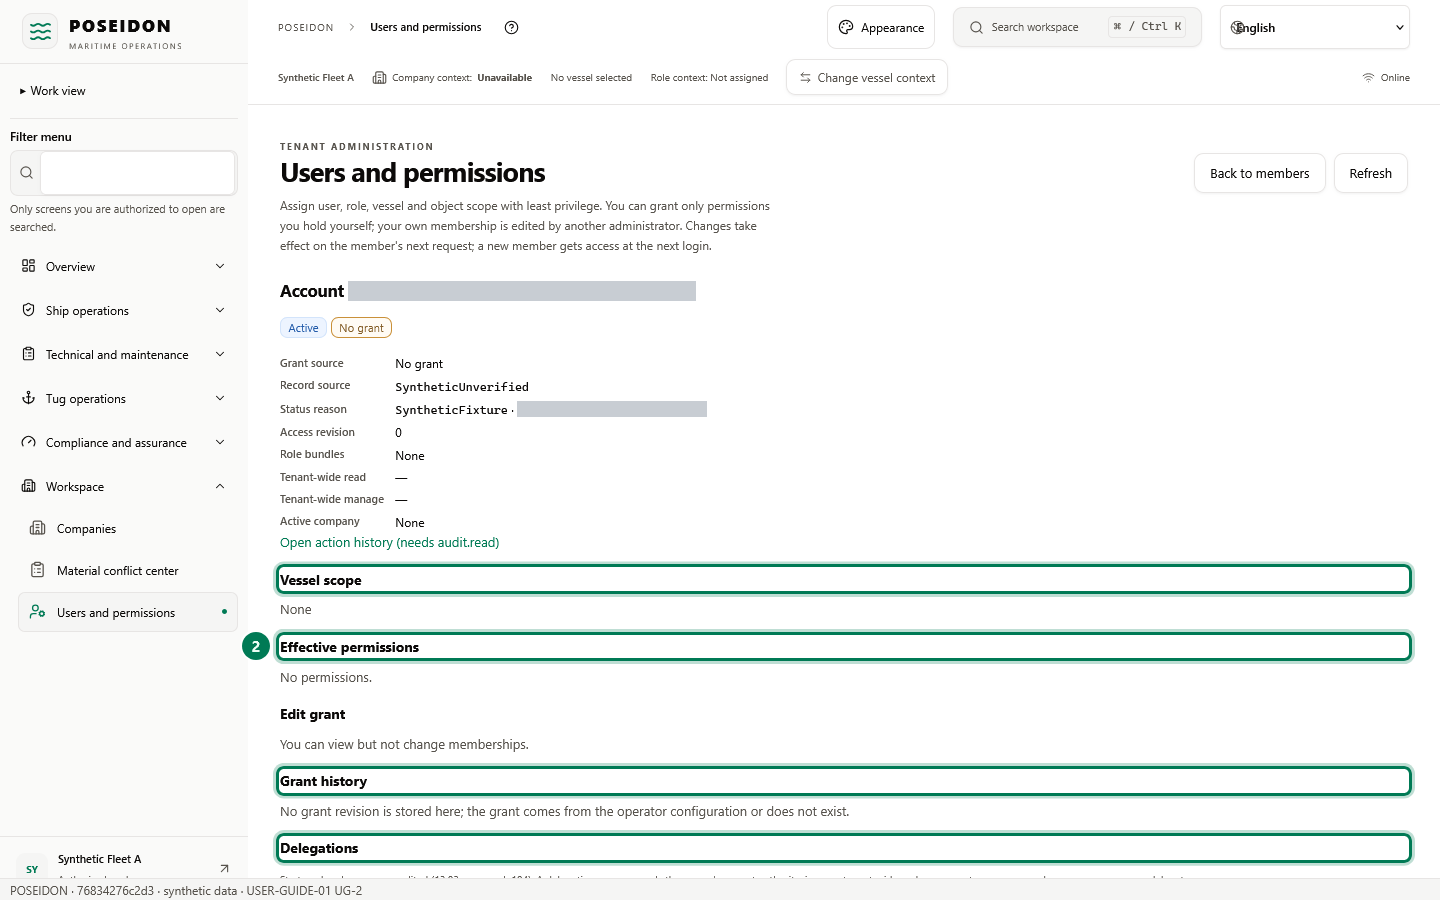 POSEIDON
MARITIME OPERATIONS
POSEIDON > Users and permissions
Appearance
Search workspace
⌘ / Ctrl K
English
Synthetic Fleet A
Company context: Unavailable
No vessel selected
Role context: Not assigned
Change vessel context
Online
Work view
Filter menu
Only screens you are authorized to open are
searched.
Overview
Ship operations
Technical and maintenance
Tug operations
Compliance and assurance
Workspace
Companies
Material conflict center
Users and permissions
SY
Synthetic Fleet A
TENANT ADMINISTRATION
Users and permissions
Back to members
Refresh
Assign user, role, vessel and object scope with least privilege. You can grant only permissions
you hold yourself; your own membership is edited by another administrator. Changes take
effect on the member's next request; a new member gets access at the next login.
Account
Active
No grant
Grant source No grant
Record source SyntheticUnverified
Status reason SyntheticFixture ·
Access revision 0
Role bundles None
Tenant-wide read —
Tenant-wide manage —
Active company None
Open action history (needs audit.read)
Vessel scope
None
2
Effective permissions
No permissions.
Edit grant
You can view but not change memberships.
Grant history
No grant revision is stored here; the grant comes from the operator configuration or does not exist.
Delegations
POSEIDON · 76834276c2d3 · synthetic data · USER-GUIDE-01 UG-2